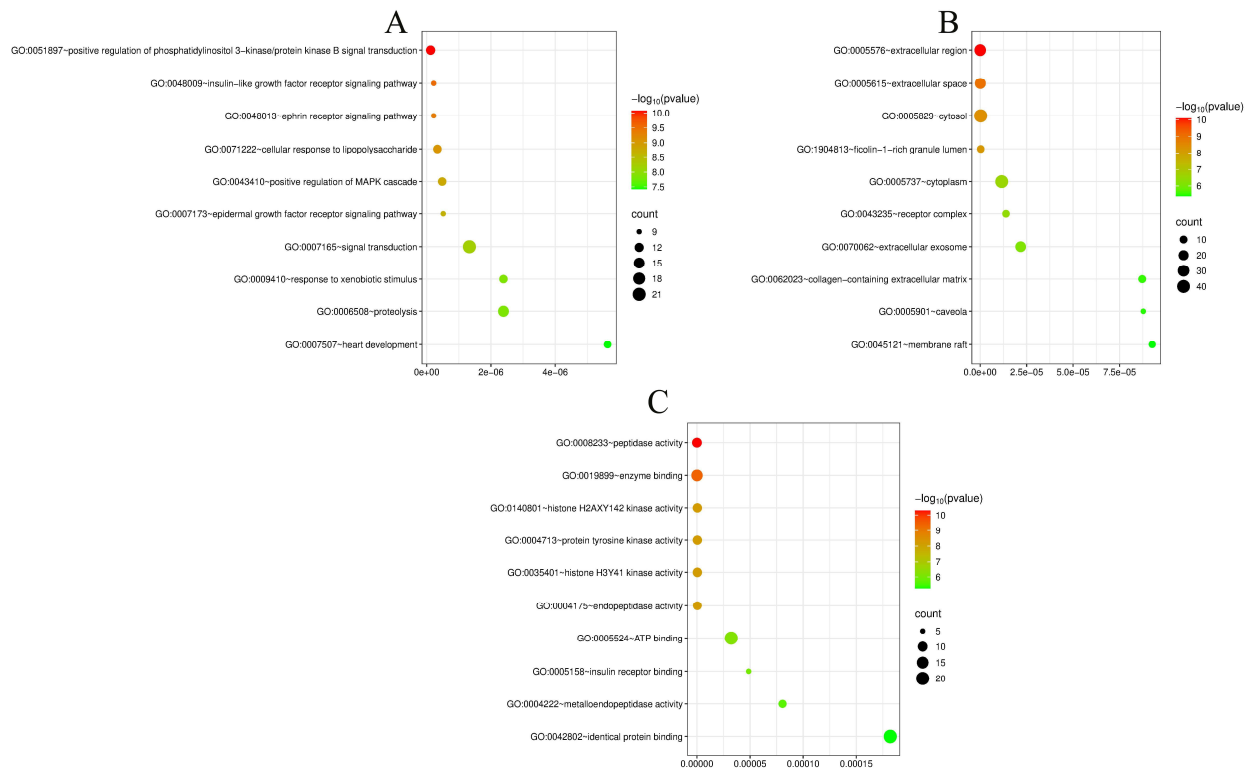 A
GO:0051897~positive regulation of phosphatidylinositol 3−kinase/protein kinase B signal transduction
GO:0048009~insulin−like growth factor receptor signaling pathway
GO:0048013~ephrin receptor signaling pathway
GO:0071222~cellular response to lipopolysaccharide
GO:0043410~positive regulation of MAPK cascade
GO:0007173~epidermal growth factor receptor signaling pathway
GO:0007165~signal transduction
GO:0009410~response to xenobiotic stimulus
GO:0006508~proteolysis
GO:0007507~heart development
0e+00 2e−06 4e−06
−log10(pvalue)
10.0
9.5
9.0
8.5
8.0
7.5
count
9
12
15
18
21
B
GO:0005576~extracellular region
GO:0005615~extracellular space
GO:0005829~cytosol
GO:1904813~ficolin−1−rich granule lumen
GO:0005737~cytoplasm
GO:0043235~receptor complex
GO:0070062~extracellular exosome
GO:0062023~collagen−containing extracellular matrix
GO:0005901~caveola
GO:0045121~membrane raft
0.0e+00 2.5e−05 5.0e−05 7.5e−05
−log10(pvalue)
10
9
8
7
6
count
10
20
30
40
C
GO:0008233~peptidase activity
GO:0019899~enzyme binding
GO:0140801~histone H2AXY142 kinase activity
GO:0004713~protein tyrosine kinase activity
GO:0035401~histone H3Y41 kinase activity
GO:0004175~endopeptidase activity
GO:0005524~ATP binding
GO:0005158~insulin receptor binding
GO:0004222~metalloendopeptidase activity
GO:0042802~identical protein binding
0.00000 0.00005 0.00010 0.00015
−log10(pvalue)
10
9
8
7
6
count
5
10
15
20